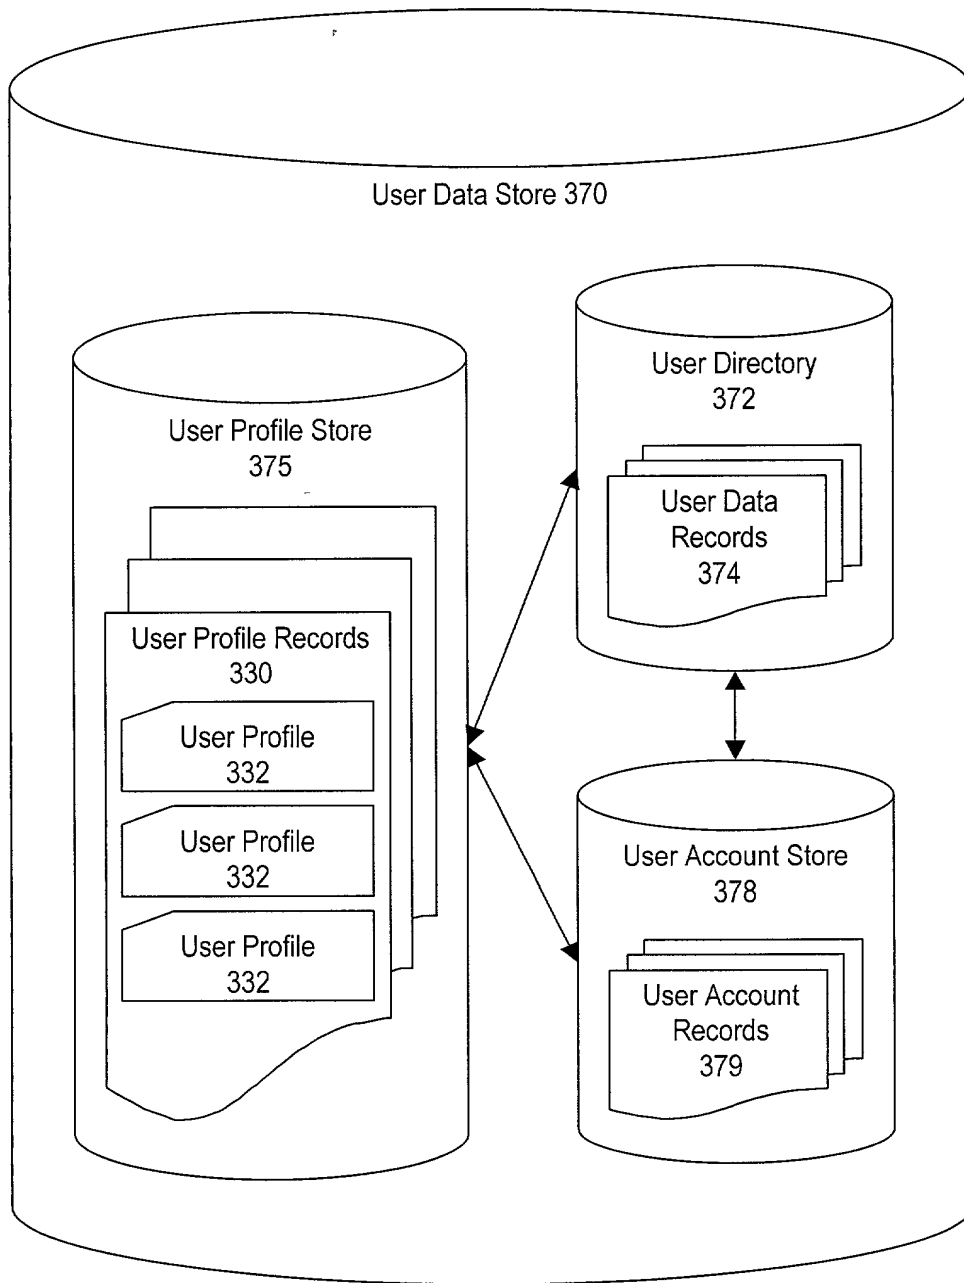 User Data Store 370
User Profile Store
375
User Profile Records
330
User Profile
332
User Profile
332
User Profile
332
User Directory
372
User Data
Records
374
User Account Store
378
User Account
Records
379